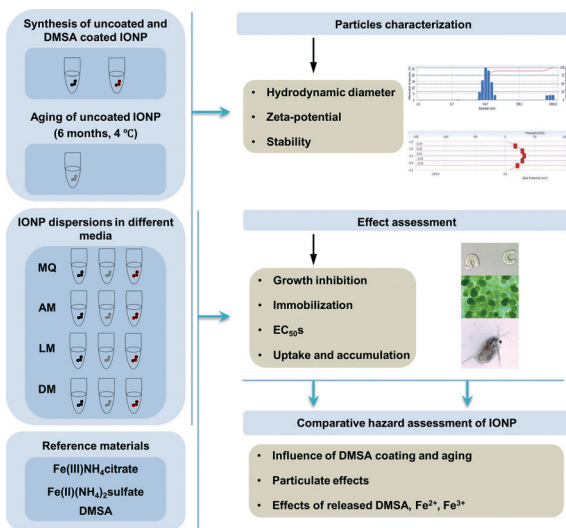 Synthesis of uncoated and
DMSA coated IONP
Aging of uncoated IONP
(6 months, 4 ºC)
IONP dispersions in different
media
MQ
AM
LM
DM
Reference materials
Fe(III)NH₄citrate
Fe(II)(NH₄)₂sulfate
DMSA
Particles characterization
• Hydrodynamic diameter
• Zeta-potential
• Stability
Effect assessment
• Growth inhibition
• Immobilization
• EC₅₀s
• Uptake and accumulation
Comparative hazard assessment of IONP
• Influence of DMSA coating and aging
• Particulate effects
• Effects of released DMSA, Fe²⁺, Fe³⁺